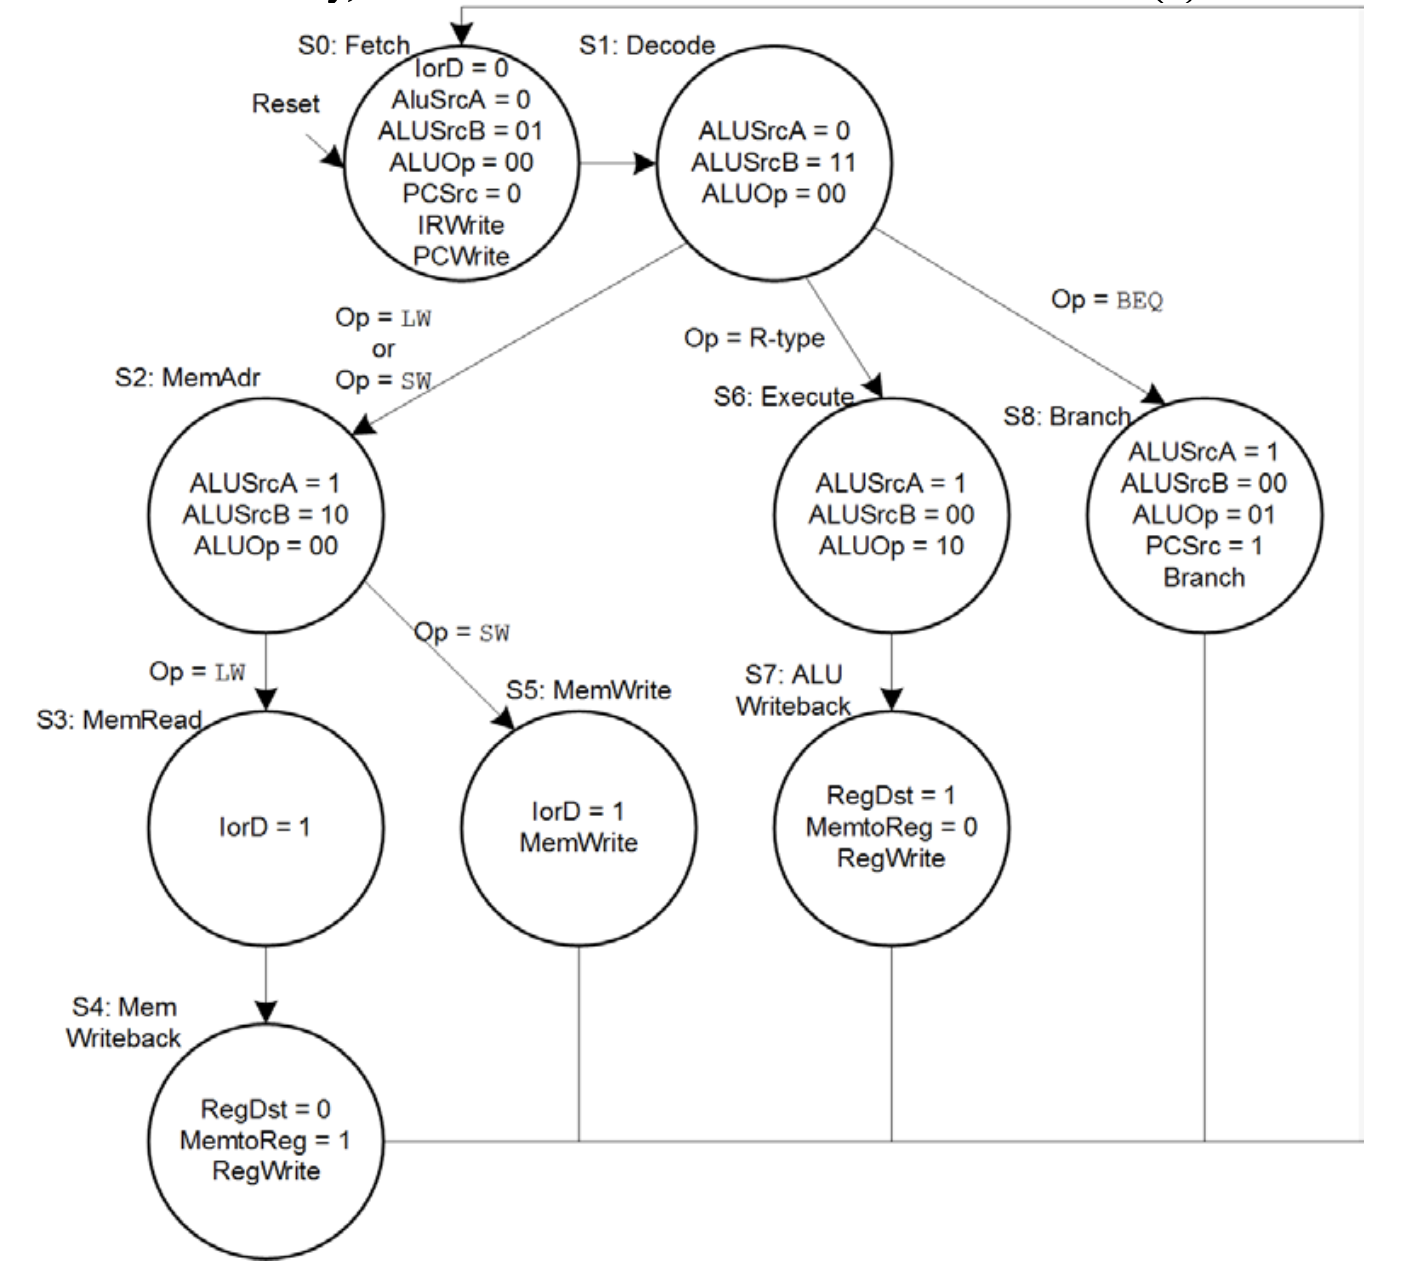 S0: Fetch
S1: Decode
Reset
IorD = 0
AluSrcA = 0
ALUSrcB = 01
ALUOp = 00
PCSrc = 0
IRWrite
PCWrite
ALUSrcA = 0
ALUSrcB = 11
ALUOp = 00
Op = LW
or
Op = SW
Op = R-type
Op = BEQ
S2: MemAdr
ALUSrcA = 1
ALUSrcB = 10
ALUOp = 00
S6: Execute
ALUSrcA = 1
ALUSrcB = 00
ALUOp = 10
S8: Branch
ALUSrcA = 1
ALUSrcB = 00
ALUOp = 01
PCSrc = 1
Branch
Op = LW
Op = SW
S3: MemRead
IorD = 1
S5: MemWrite
IorD = 1
MemWrite
S7: ALU
Writeback
RegDst = 1
MemtoReg = 0
RegWrite
S4: Mem
Writeback
RegDst = 0
MemtoReg = 1
RegWrite